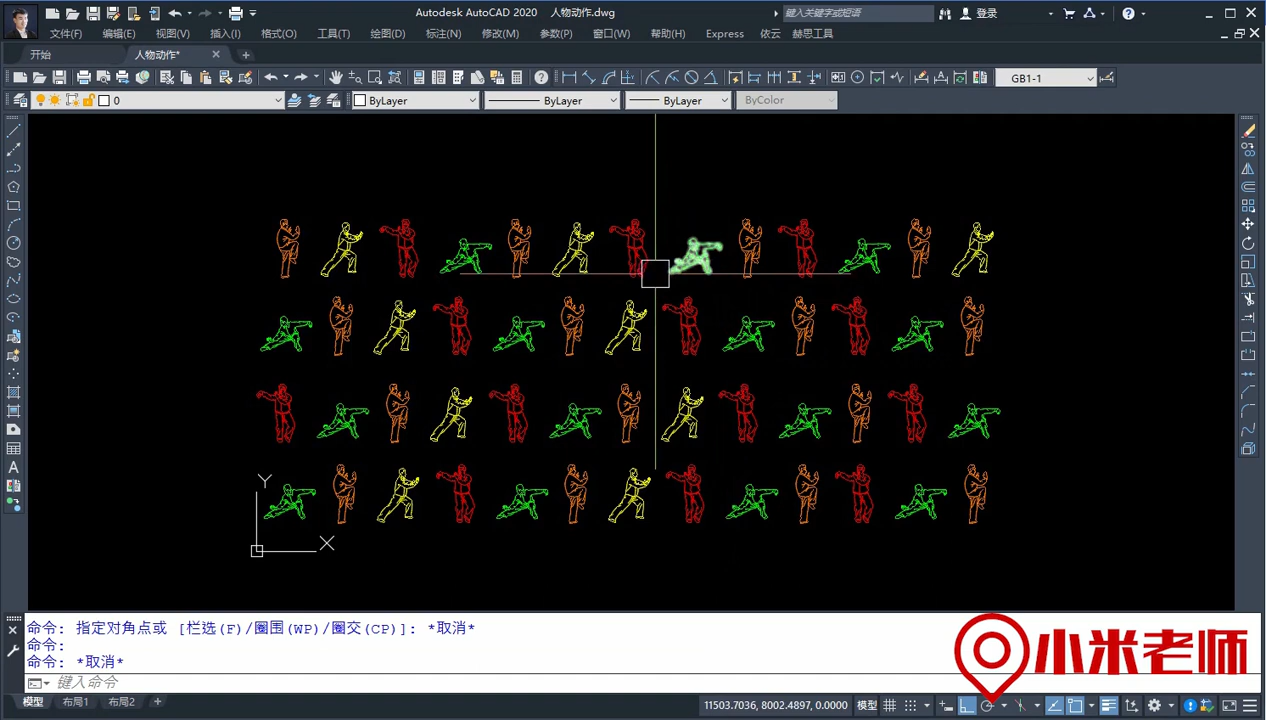 Autodesk AutoCAD 2020 人物动作.dwg
键入关键字或短语
登录
文件(F) 编辑(E) 视图(V) 插入(I) 格式(O) 工具(T) 绘图(D) 标注(N) 修改(M) 参数(P) 窗口(W) 帮助(H) Express 依云 赫思工具
开始 人物动作*
GB1-1
0 ByLayer ByLayer ByLayer ByColor
Y
X
命令: 指定对角点或 [栏选(F)/圈围(WP)/圈交(CP)]: *取消*
命令:
命令: *取消*
键入命令
小米老师
模型 布局1 布局2
11503.7036, 8002.4897, 0.0000 模型